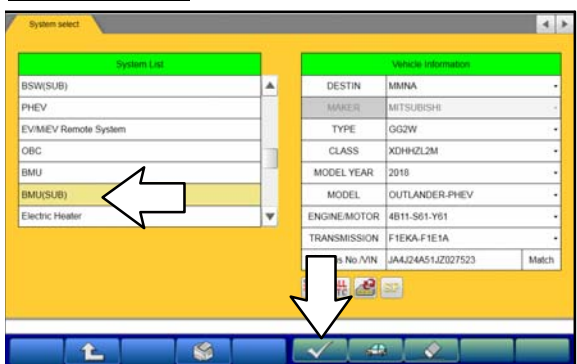 System select
System List
BSW(SUB)
PHEV
EV/MiEV Remote System
OBC
BMU
BMU(SUB)
Electric Heater
Vehicle Information
DESTIN MMNA
MAKER MITSUBISHI
TYPE GG2W
CLASS XDHHZL2M
MODEL YEAR 2018
MODEL OUTLANDER-PHEV
ENGINE/MOTOR 4B11-S61-Y61
TRANSMISSION F1EKA-F1E1A
s No./VIN JA4J24A51JZ027523 Match